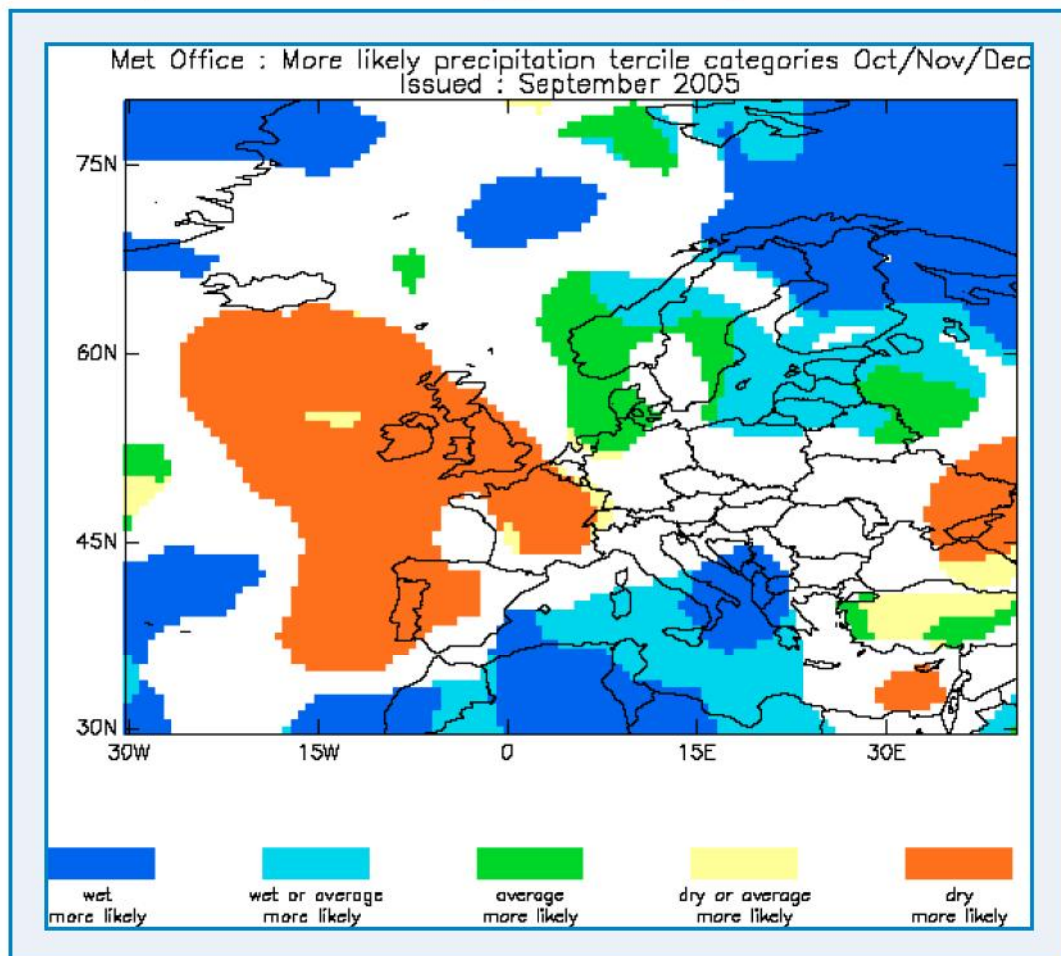 Met Office : More likely precipitation tercile categories Oct/Nov/Dec
Issued : September 2005
75N
60N
45N
30N
30W 15W 0 15E 30E
wet wet or average average dry or average dry
more likely more likely more likely more likely more likely